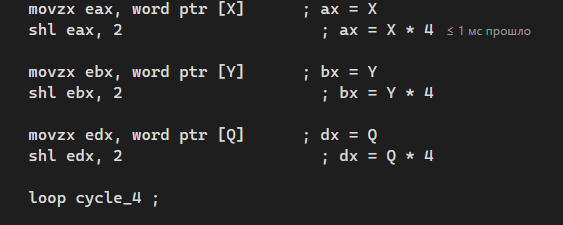 movzx eax, word ptr [X] ; ax = X
shl eax, 2 ; ax = X * 4 ≤ 1 мс прошло
movzx ebx, word ptr [Y] ; bx = Y
shl ebx, 2 ; bx = Y * 4
movzx edx, word ptr [Q] ; dx = Q
shl edx, 2 ; dx = Q * 4
loop cycle_4 ;